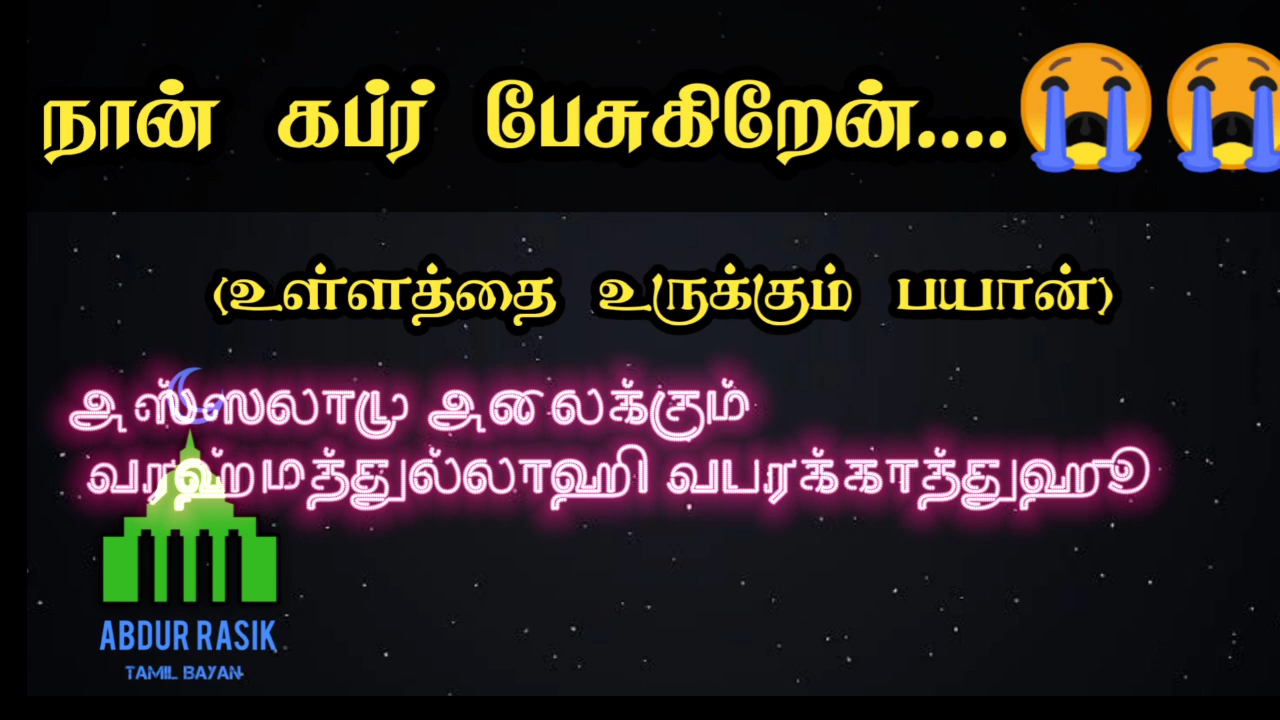 நான் கப்ர் பேசுகிறேன்....😭😭
(உள்ளத்தை உருக்கும் பயான்)
அஸ்ஸலாமு அலைக்கும்
வரஹ்மத்துல்லாஹி வபரக்காத்துஹூ
ABDUR RASIK
TAMIL BAYAN